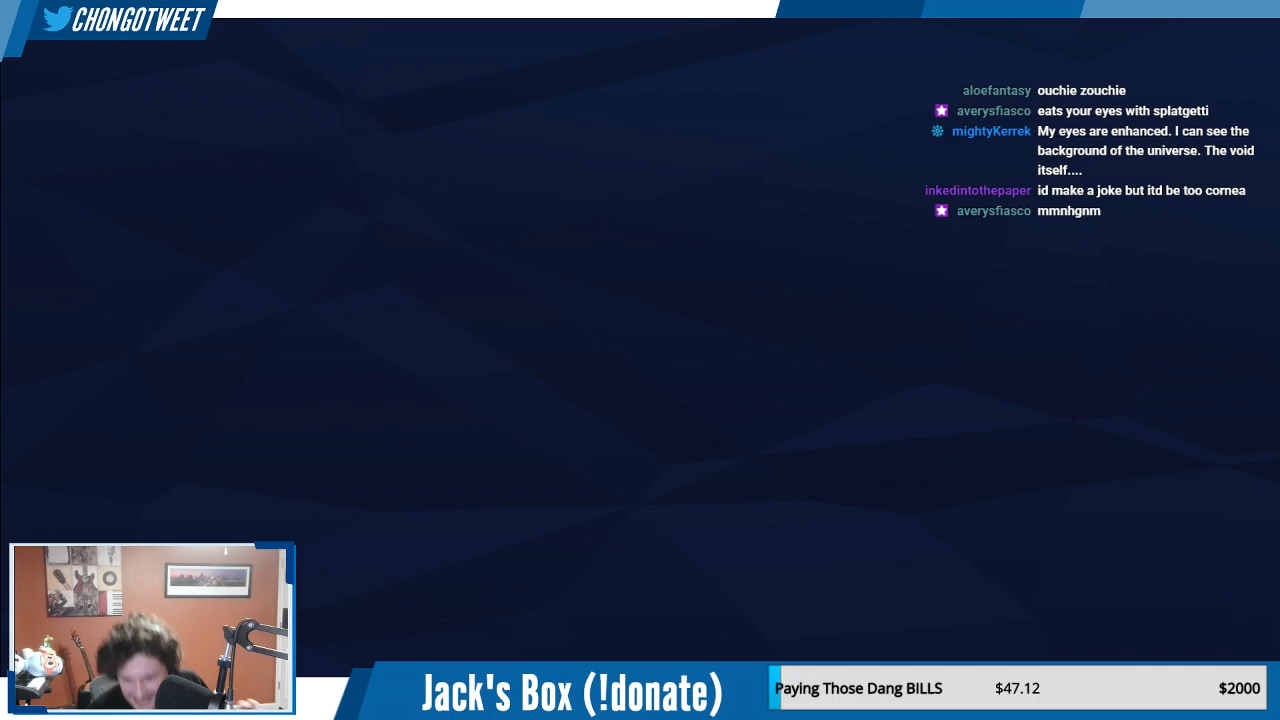 CHONGOTWEET
aloefantasy ouchie zouchie
averysfiasco eats your eyes with splatgetti
mightyKerrek My eyes are enhanced. I can see the
background of the universe. The void
itself....
inkedintothepaper id make a joke but itd be too cornea
averysfiasco mmnhgnm
Jack's Box (!donate)
Paying Those Dang BILLS $47.12 $2000